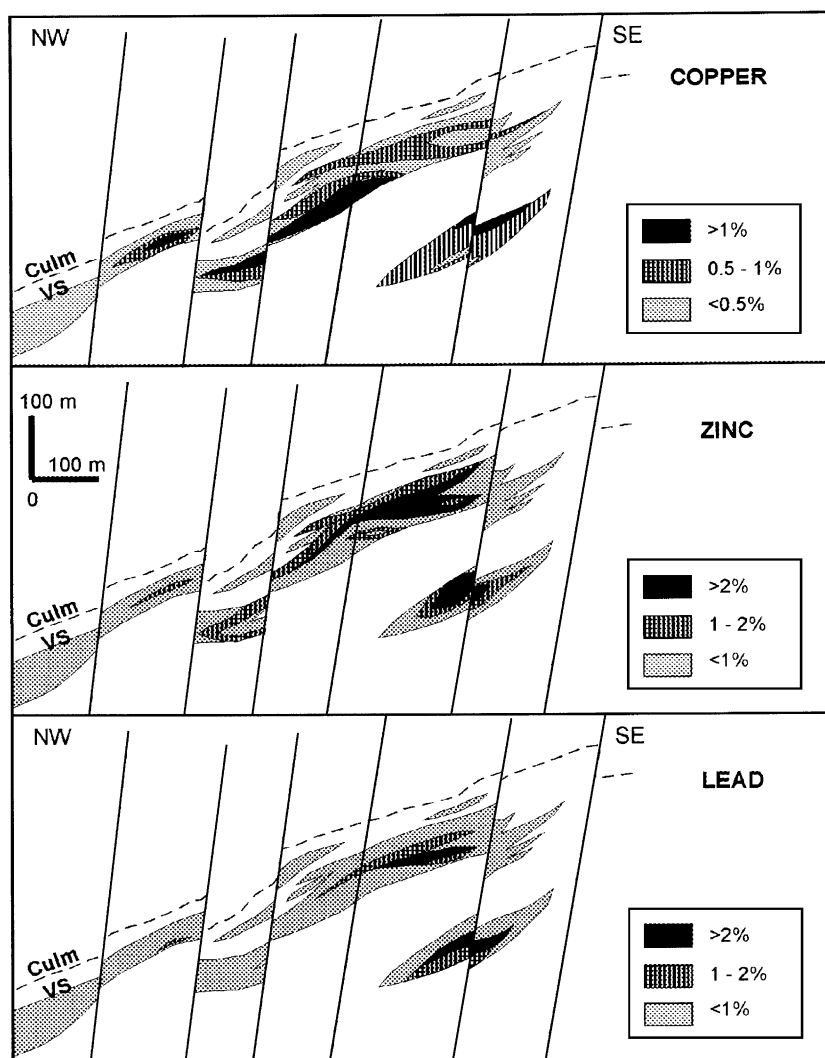 NW SE
COPPER
>1%
0.5 - 1%
<0.5%
Culm
VS
100 m
100 m
0
ZINC
>2%
1 - 2%
<1%
Culm
VS
NW SE
LEAD
>2%
1 - 2%
<1%
Culm
VS